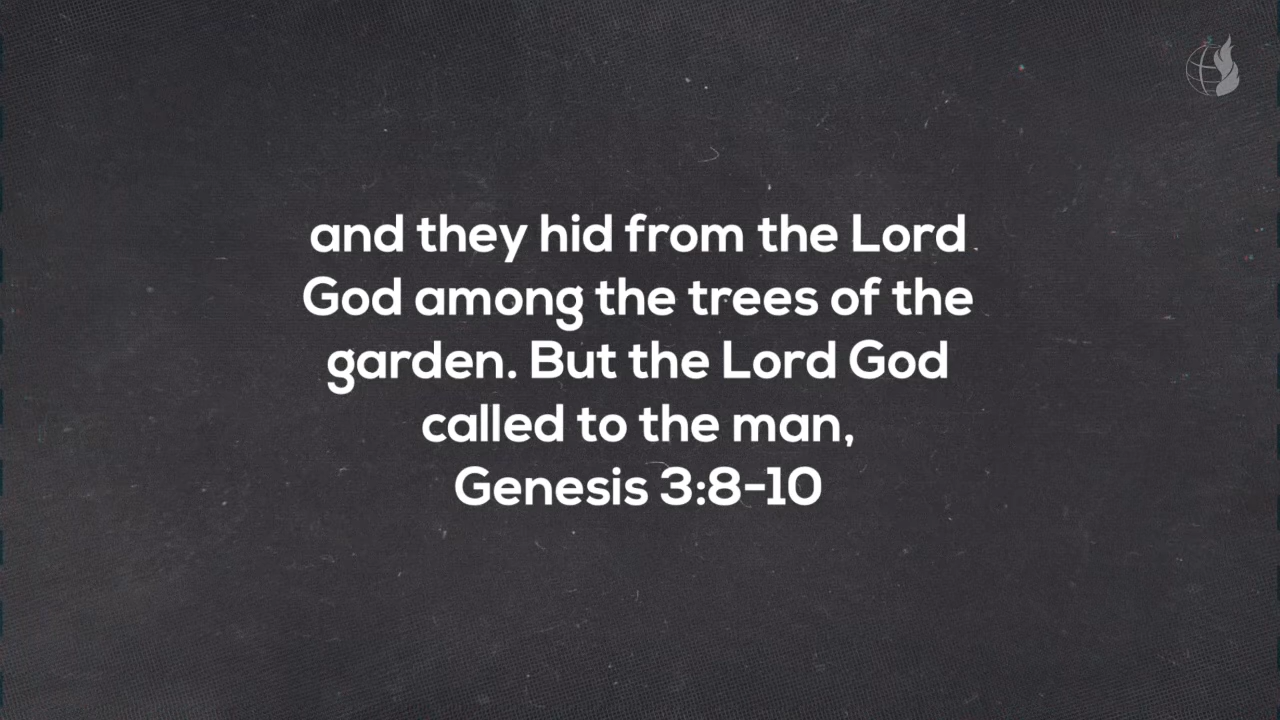 and they hid from the Lord
God among the trees of the
garden. But the Lord God
called to the man,
Genesis 3:8-10